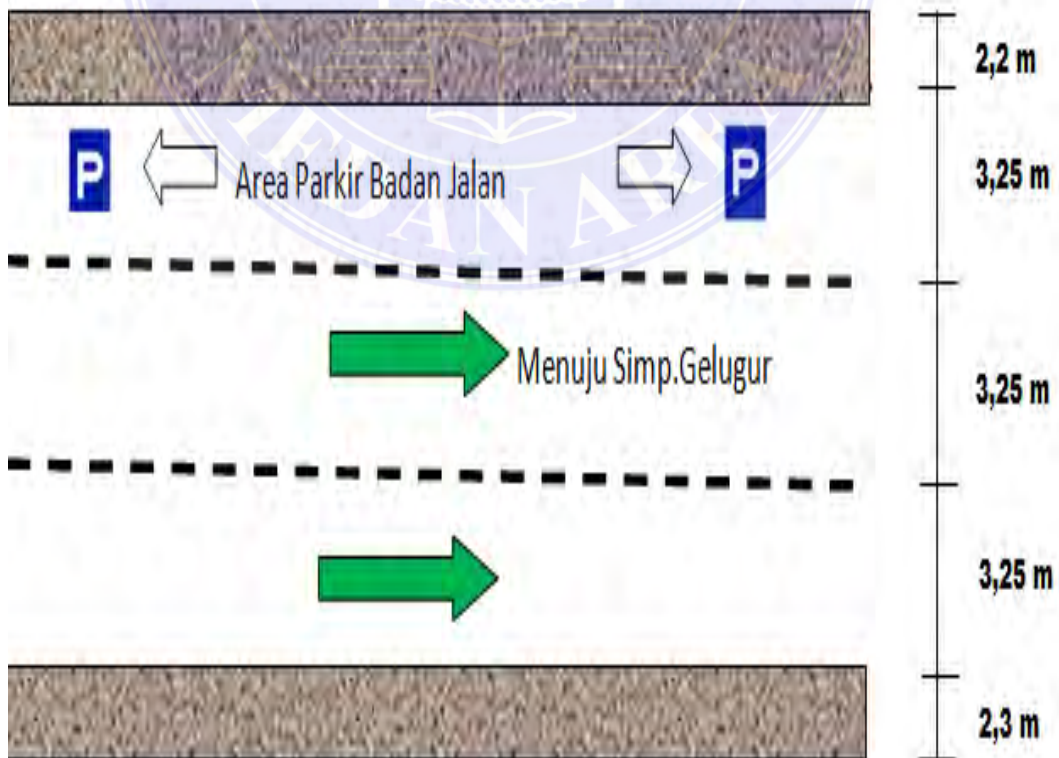 2,2 m
P
Area Parkir Badan Jalan
P
3,25 m
Menuju Simp.Gelugur
3,25 m
3,25 m
2,3 m